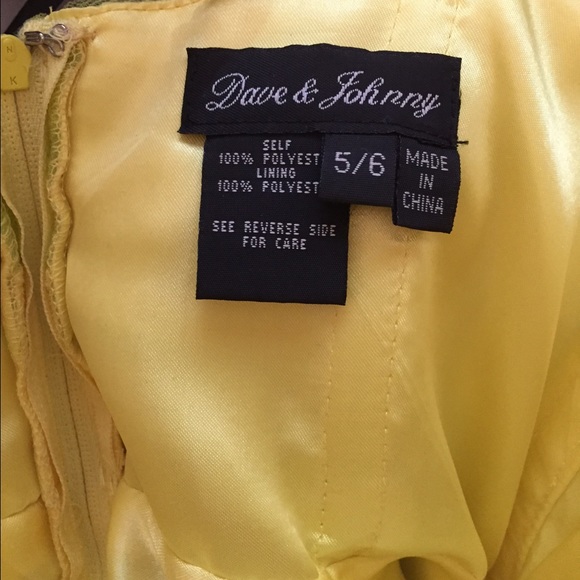 Dave & Johnny
SELF
100% POLYEST
LINING
100% POLYEST
SEE REVERSE SIDE
FOR CARE
5/6
MADE
IN
CHINA
N
K